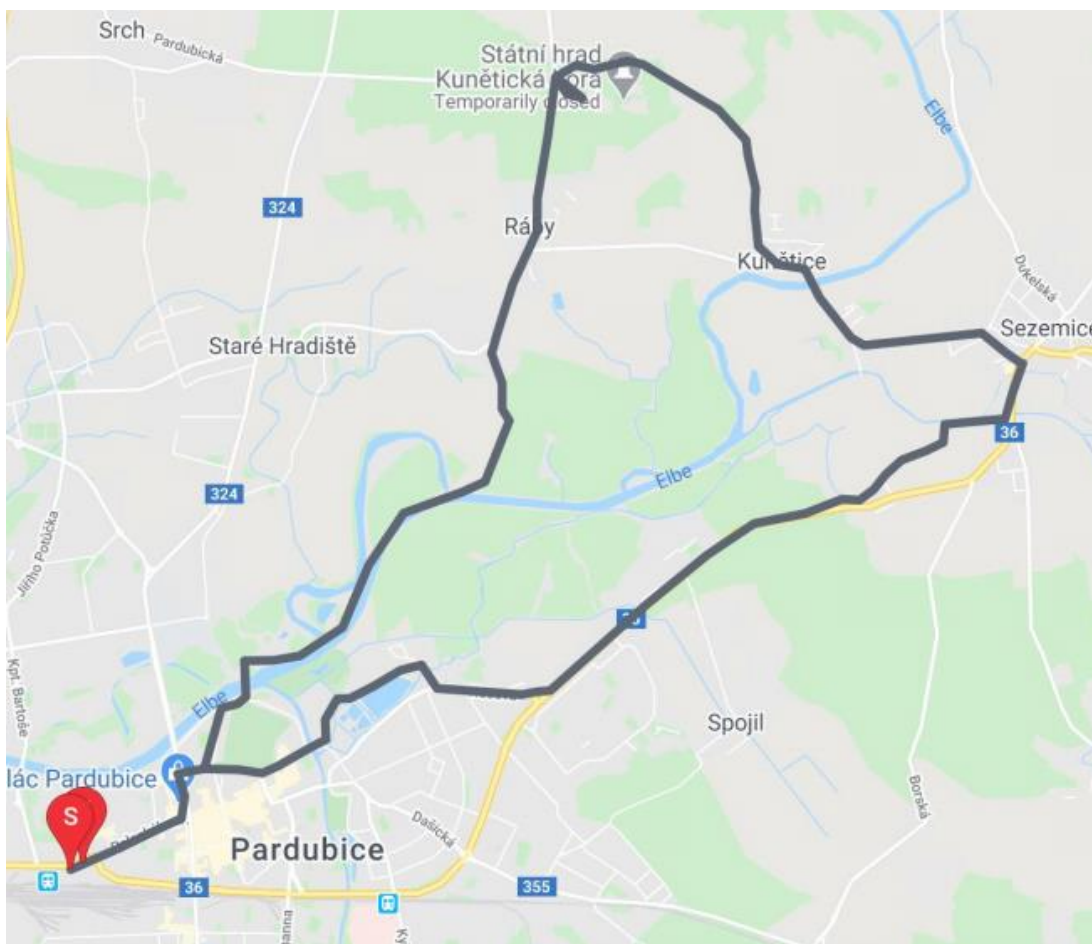 Srch
Pardubická
Státní hrad
Kunětická hora
Temporarily closed
Elbe
324
Ráby
Kunětice
Dukelská
Sezemice
Staré Hradiště
36
324
Elbe
Jiřího Potůčka
Kpt. Bartoše
Elbe
Spojil
lác Pardubice
Borská
S
Dašická
Pardubice
36
355